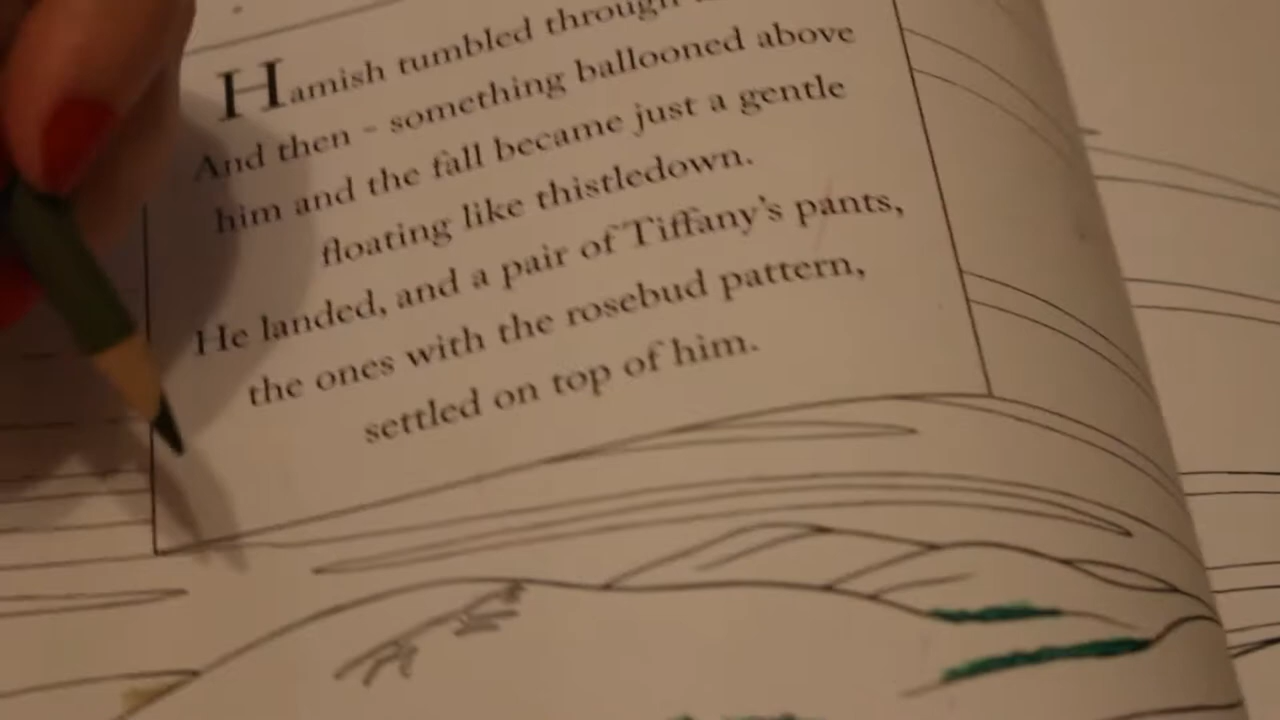 Hamish tumbled through
And then – something ballooned above
him and the fall became just a gentle
floating like thistledown.
He landed, and a pair of Tiffany's pants,
the ones with the rosebud pattern,
settled on top of him.